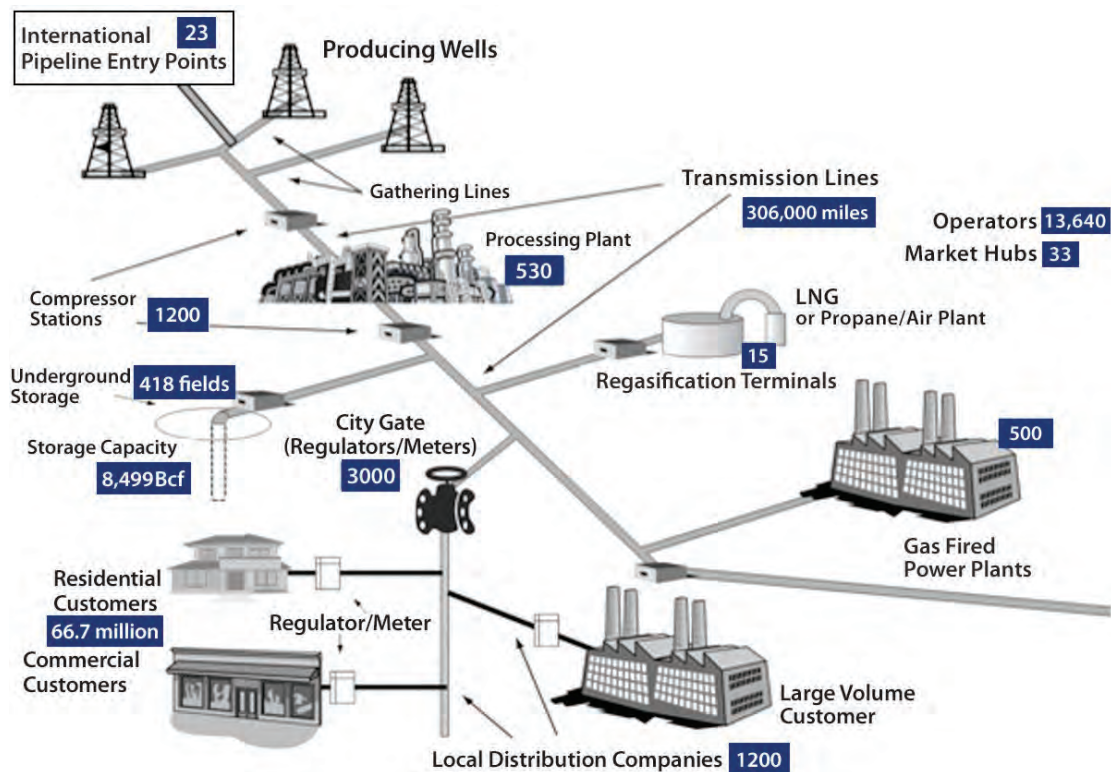 International 23
Pipeline Entry Points
Producing Wells
Gathering Lines
Transmission Lines
306,000 miles
Operators 13,640
Market Hubs 33
Processing Plant
530
Compressor
Stations
1200
LNG
or Propane/Air Plant
15
Regasification Terminals
Underground
Storage
418 fields
Storage Capacity
8,499Bcf
City Gate
(Regulators/Meters)
3000
500
Gas Fired
Power Plants
Residential
Customers
66.7 million
Commercial
Customers
Regulator/Meter
Large Volume
Customer
Local Distribution Companies 1200